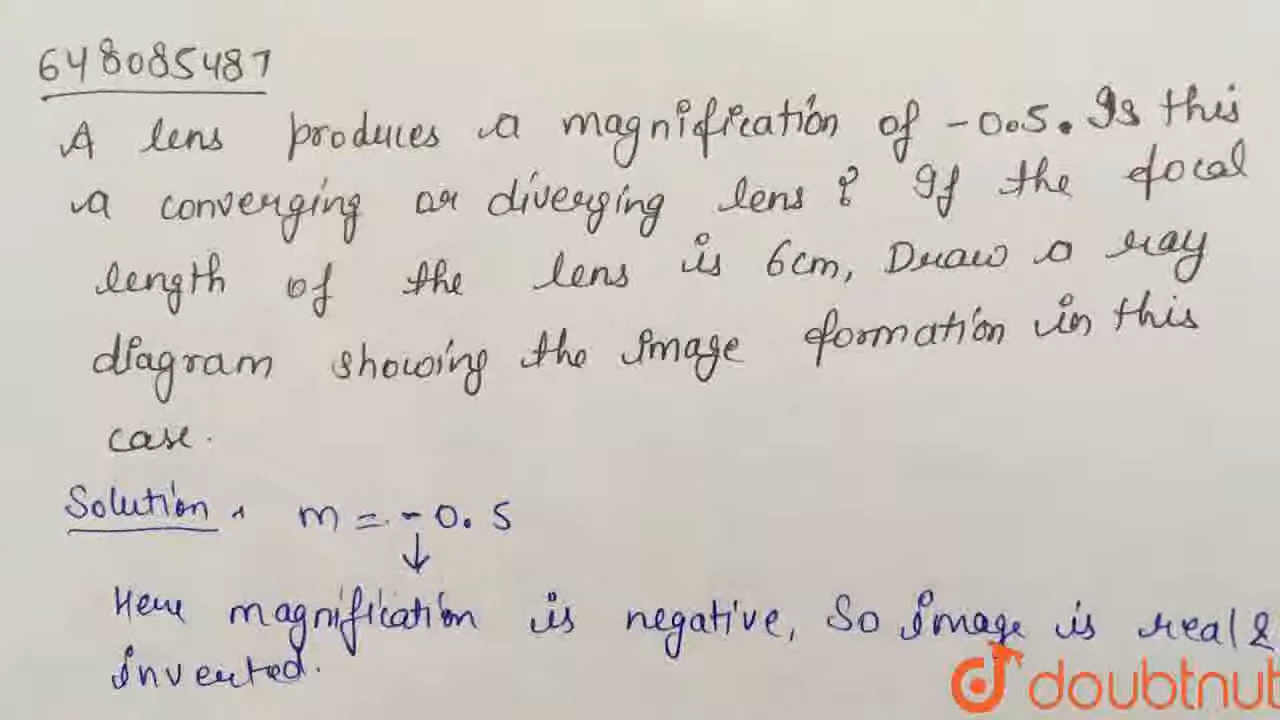 648085487
A lens produces a magnification of -0.5. Is this
a converging or diverging lens? If the focal
length of the lens is 6cm, Draw a ray
diagram showing the image formation in this
case.
Solution. m = -0.5
↓
Here magnification is negative, So image is real &
inverted.
doubtnut